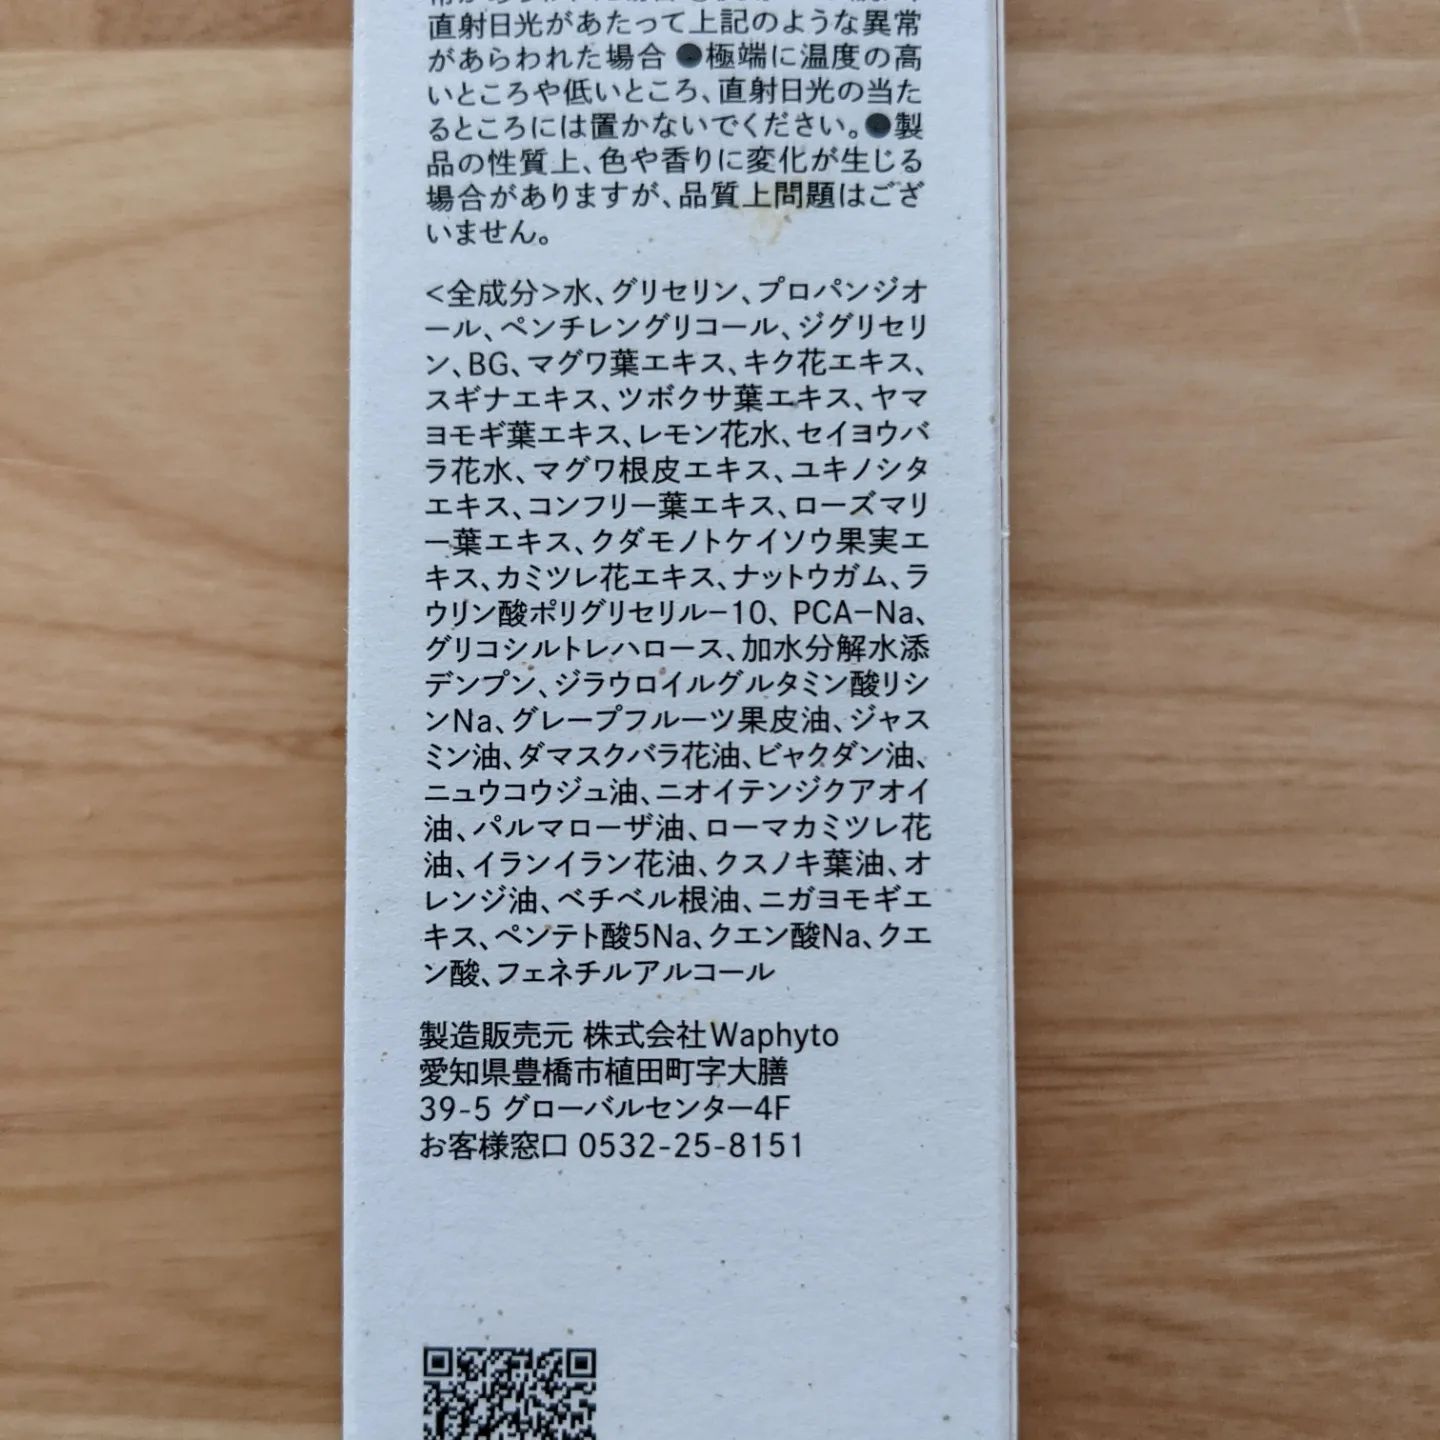 直射日光があたって上記のような異常
があらわれた場合 ●極端に温度の高
いところや低いところ、直射日光の当た
るところには置かないでください。●製
品の性質上、色や香りに変化が生じる
場合がありますが、品質上問題はござ
いません。
<全成分>水、グリセリン、プロパンジオ
ール、ペンチレングリコール、ジグリセリ
ン、BG、マグワ葉エキス、キク花エキス、
スギナエキス、ツボクサ葉エキス、ヤマ
ヨモギ葉エキス、レモン花水、セイヨウバ
ラ花水、マグワ根皮エキス、ユキノシタ
エキス、コンフリー葉エキス、ローズマリ
ー葉エキス、クダモノトケイソウ果実エ
キス、カミツレ花エキス、ナットウガム、ラ
ウリン酸ポリグリセリル-10、PCA-Na、
グリコシルトレハロース、加水分解水添
デンプン、ジラウロイルグルタミン酸リシ
ンNa、グレープフルーツ果皮油、ジャス
ミン油、ダマスクバラ花油、ビャクダン油、
ニュウコウジュ油、ニオイテンジクアオイ
油、パルマローザ油、ローマカミツレ花
油、イランイラン花油、クスノキ葉油、オ
レンジ油、ベチベル根油、ニガヨモギエ
キス、ペンテト酸5Na、クエン酸Na、クエ
ン酸、フェネチルアルコール
製造販売元 株式会社Waphyto
愛知県豊橋市植田町字大膳
39-5 グローバルセンター4F
お客様窓口 0532-25-8151